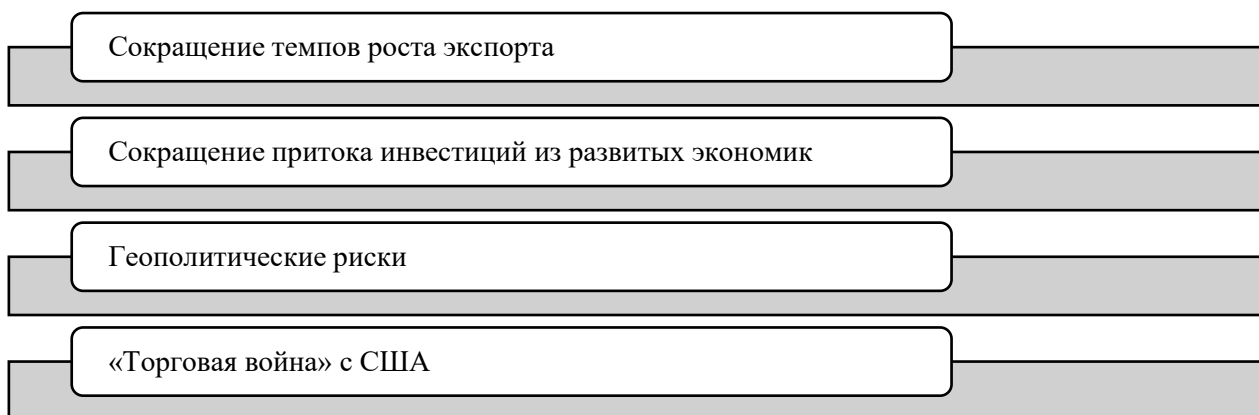 Сокращение темпов роста экспорта
Сокращение притока инвестиций из развитых экономик
Геополитические риски
«Торговая война» с США